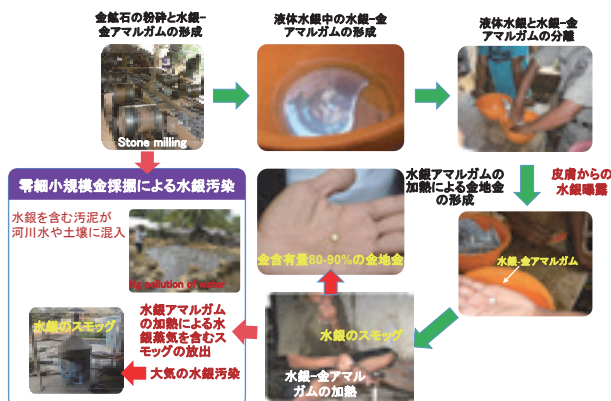 金鉱石の粉砕と水銀-
金アマルガムの形成
液体水銀中の水銀-金
アマルガムの形成
液体水銀と水銀-金
アマルガムの分離
Stone milling
零細小規模金採掘による水銀汚染
水銀を含む汚泥が
河川水や土壌に混入
Hg pollution of water
水銀のスモッグ
水銀アマルガム
の加熱による水
銀蒸気を含むス
モッグの放出
大気の水銀汚染
水銀アマルガムの
加熱による金地金
の形成
金含有量80-90%の金地金
皮膚からの
水銀曝露
水銀-金アマルガム
水銀のスモッグ
水銀-金アマル
ガムの加熱